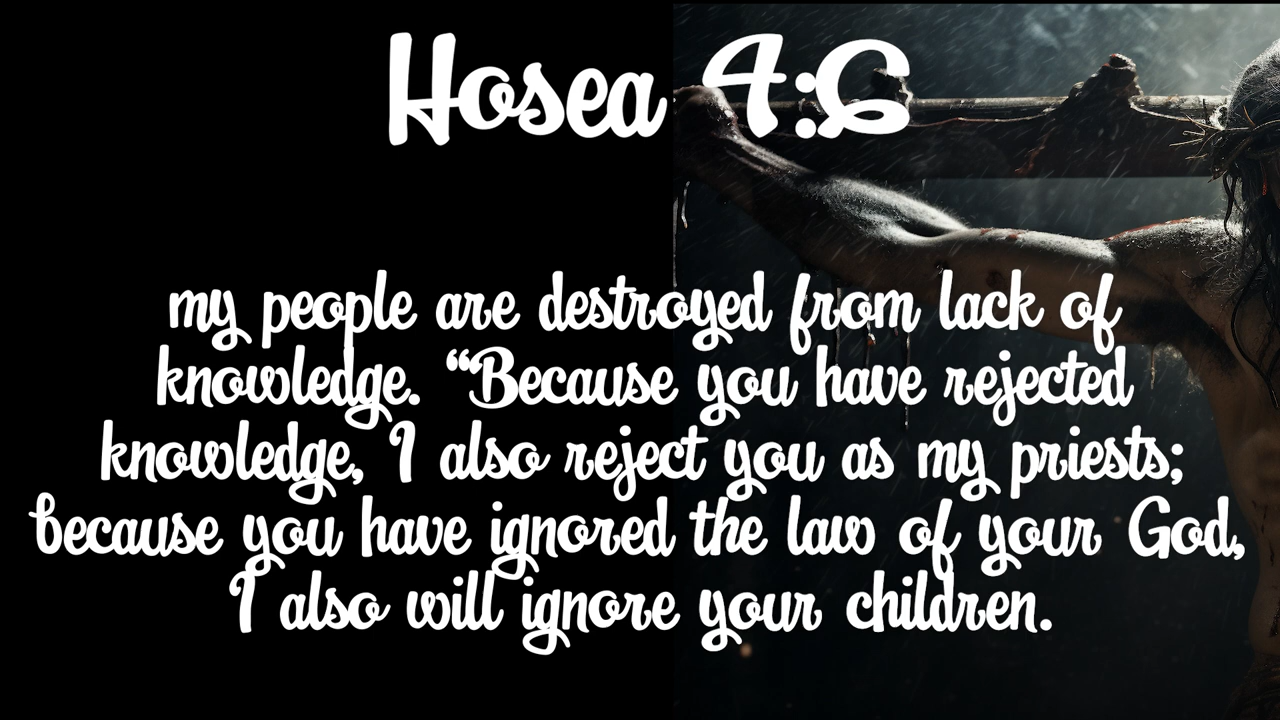 Hosea 4:6
my people are destroyed from lack of
knowledge. “Because you have rejected
knowledge, I also reject you as my priests;
because you have ignored the law of your God,
I also will ignore your children.